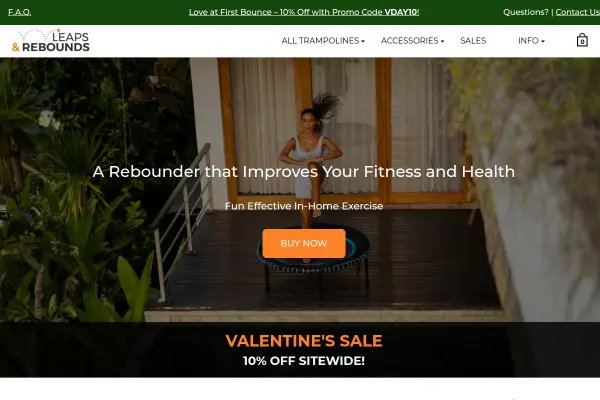 F.A.Q.
Love at First Bounce – 10% Off with Promo Code VDAY10!
Questions? | Contact Us
LEAPS
& REBOUNDS
ALL TRAMPOLINES
ACCESSORIES
SALES
INFO
0
A Rebounder that Improves Your Fitness and Health
Fun Effective In-Home Exercise
BUY NOW
VALENTINE'S SALE
10% OFF SITEWIDE!